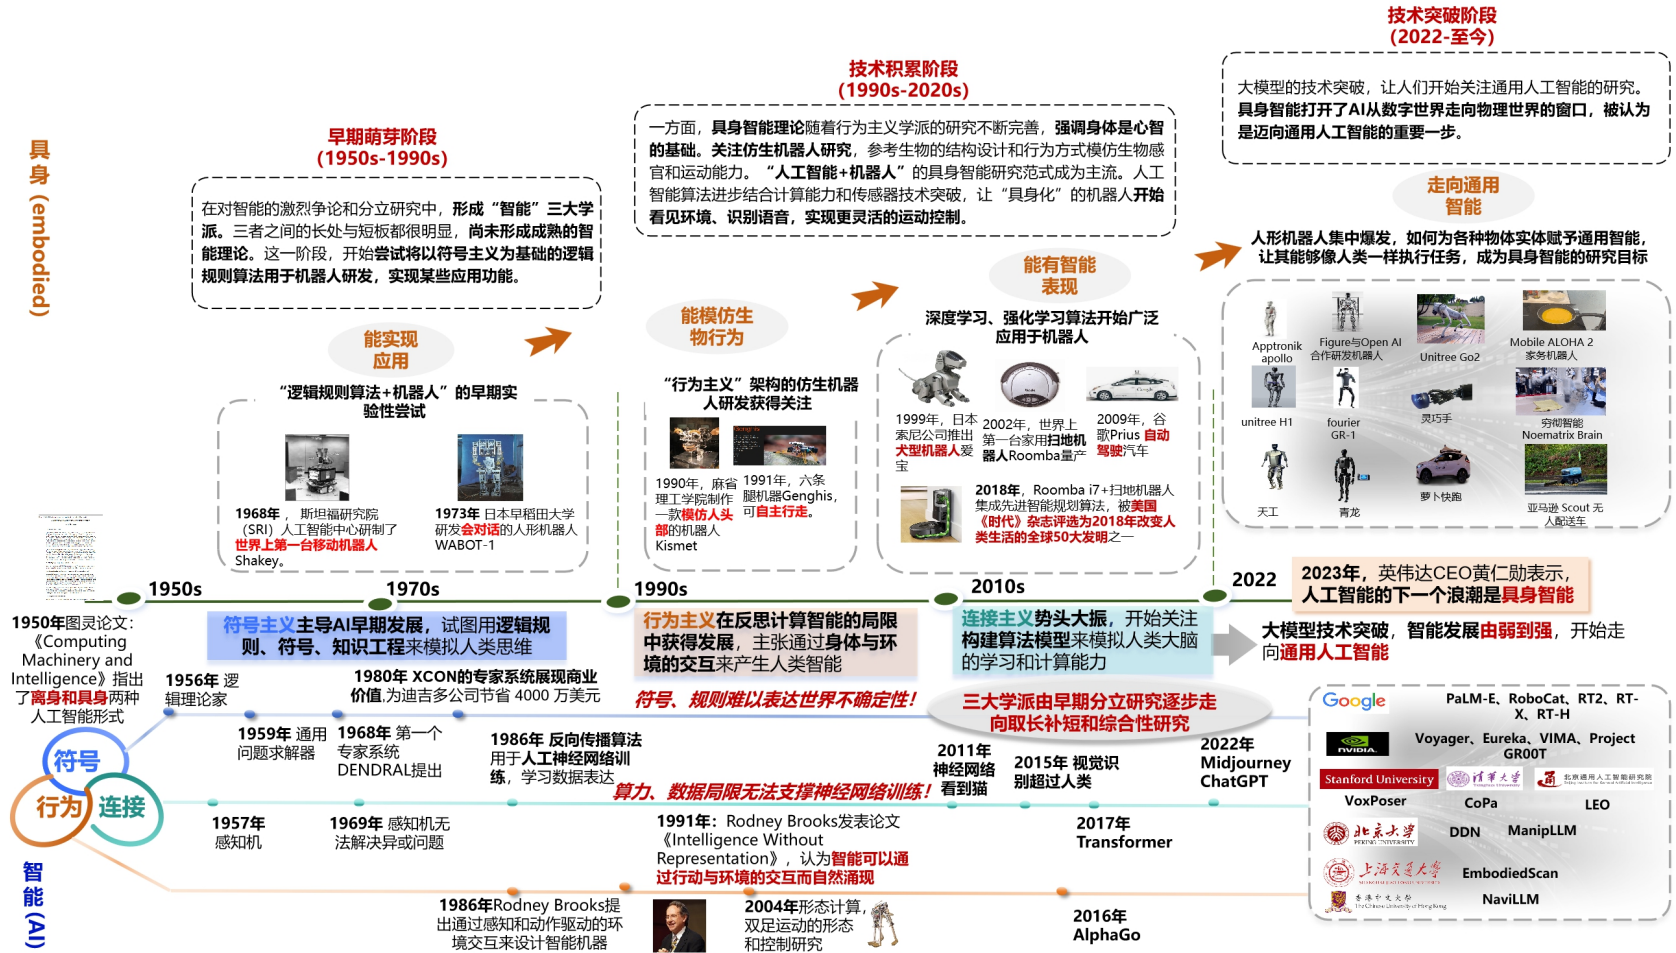 技术突破阶段
(2022-至今)
大模型的技术突破，让人们开始关注通用人工智能的研究。
具身智能打开了AI从数字世界走向物理世界的窗口，被认为
是迈向通用人工智能的重要一步。
技术积累阶段
(1990s-2020s)
一方面，具身智能理论随着行为主义学派的研究不断完善，强调身体是心智
的基础。关注仿生机器人研究，参考生物的结构设计和行为方式模仿生物感
官和运动能力。“人工智能+机器人”的具身智能研究范式成为主流。人工
智能算法进步结合计算能力和传感器技术突破，让“具身化”的机器人开始
看见环境、识别语音，实现更灵活的运动控制。
早期萌芽阶段
(1950s-1990s)
在对智能的激烈争论和分立研究中，形成“智能”三大学
派。三者之间的长处与短板都很明显，尚未形成成熟的智
能理论。这一阶段，开始尝试将以符号主义为基础的逻辑
规则算法用于机器人研发，实现某些应用功能。
具身 (embodied)
能实现
应用
“逻辑规则算法+机器人”的早期实
验性尝试
1968年 ，斯坦福研究院
（SRI）人工智能中心研制了
世界上第一台移动机器人
Shakey。
1973年 日本早稻田大学
研发会对话的人形机器人
WABOT-1
能模仿生
物行为
“行为主义”架构的仿生机器
人研发获得关注
1990年，麻省
理工学院制作
一款模仿人头
部的机器人
Kismet
1991年，六条
腿机器Genghis，
可自主行走。
能有智能
表现
深度学习、强化学习算法开始广泛
应用于机器人
1999年，日本
索尼公司推出
犬型机器人爱
宝
2002年，世界上
第一台家用扫地机
器人Roomba量产
2009年，谷
歌Prius 自动
驾驶汽车
2018年，Roomba i7+扫地机器人
集成先进智能规划算法，被美国
《时代》杂志评选为2018年改变人
类生活的全球50大发明之一
走向通用
智能
人形机器人集中爆发，如何为各种物体实体赋予通用智能，
让其能够像人类一样执行任务，成为具身智能的研究目标
Apptronik
apollo
Figure与Open AI
合作研发机器人
Unitree Go2
Mobile ALOHA 2
家务机器人
unitree H1
fourier
GR-1
灵巧手
穷彻智能
Noematrix Brain
天工
青龙
萝卜快跑
亚马逊 Scout 无
人配送车
1950s
1970s
1990s
2010s
2022
2023年，英伟达CEO黄仁勋表示，
人工智能的下一个浪潮是具身智能
1950年图灵论文：
《Computing
Machinery and
Intelligence》指出
了离身和具身两种
人工智能形式
符号主义主导AI早期发展，试图用逻辑规
则、符号、知识工程来模拟人类思维
行为主义在反思计算智能的局限
中获得发展，主张通过身体与环
境的交互来产生人类智能
连接主义势头大振，开始关注
构建算法模型来模拟人类大脑
的学习和计算能力
大模型技术突破，智能发展由弱到强，开始走
向通用人工智能
符号
行为
连接
智能 (AI)
1956年 逻
辑理论家
1959年 通用
问题求解器
1968年 第一个
专家系统
DENDRAL提出
1980年 XCON的专家系统展现商业
价值,为迪吉多公司节省 4000 万美元
符号、规则难以表达世界不确定性！
三大学派由早期分立研究逐步走
向取长补短和综合性研究
1986年 反向传播算法
用于人工神经网络训
练，学习数据表达
算力、数据局限无法支撑神经网络训练！
2011年
神经网络
看到猫
2015年 视觉识
别超过人类
2022年
Midjourney
ChatGPT
1957年
感知机
1969年 感知机无
法解决异或问题
1991年：Rodney Brooks发表论文
《Intelligence Without
Representation》，认为智能可以通
过行动与环境的交互而自然涌现
2017年
Transformer
1986年Rodney Brooks提
出通过感知和动作驱动的环
境交互来设计智能机器
2004年形态计算，
双足运动的形态
和控制研究
2016年
AlphaGo
Google
PaLM-E、RoboCat、RT2、RT-
X、RT-H
NVIDIA
Voyager、Eureka、VIMA、Project
GR00T
Stanford University
清华大学
北京通用人工智能研究院
VoxPoser
CoPa
LEO
北京大学
PEKING UNIVERSITY
DDN
ManipLLM
上海交通大学
EmbodiedScan
香港中文大学
The Chinese University of Hong Kong
NaviLLM